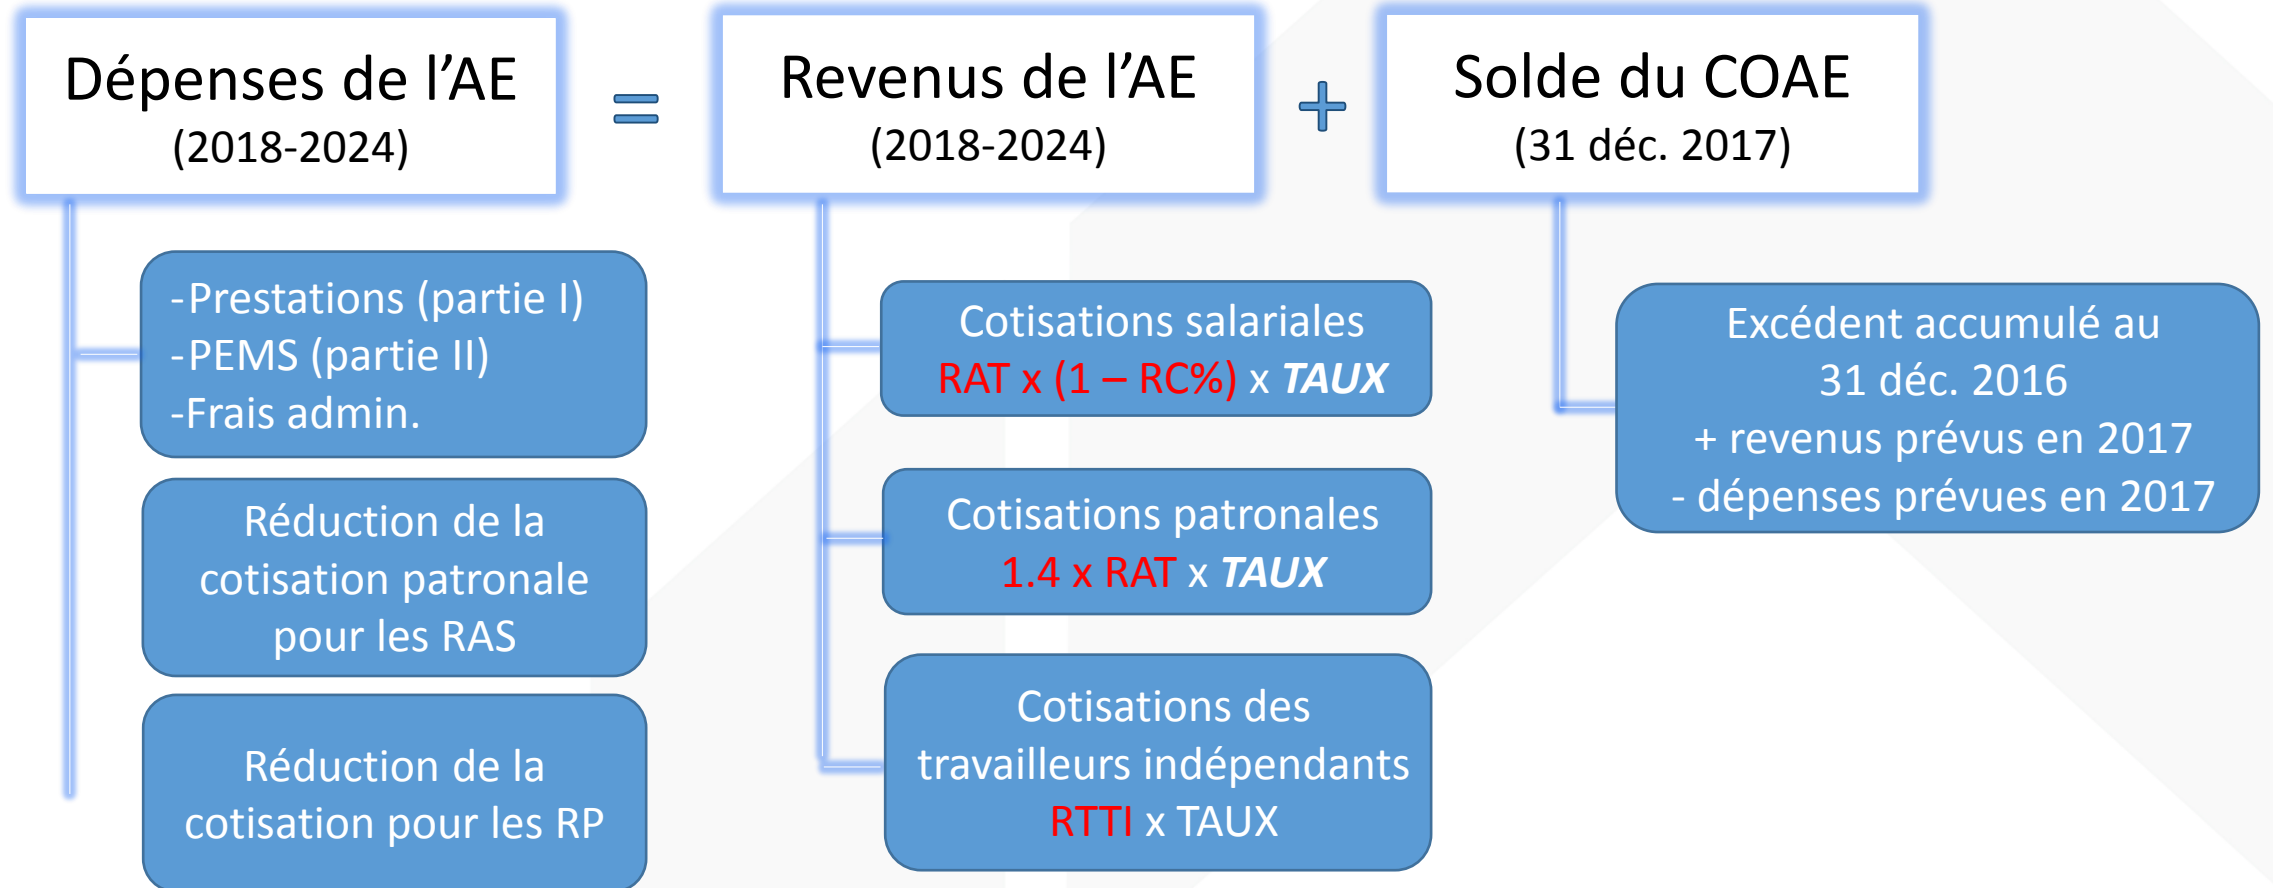 Dépenses de l’AE
(2018-2024)
=
Revenus de l’AE
(2018-2024)
+
Solde du COAE
(31 déc. 2017)
-Prestations (partie I)
-PEMS (partie II)
-Frais admin.
Réduction de la
cotisation patronale
pour les RAS
Réduction de la
cotisation pour les RP
Cotisations salariales
RAT x (1 – RC%) x TAUX
Cotisations patronales
1.4 x RAT x TAUX
Cotisations des
travailleurs indépendants
RTTI x TAUX
Excédent accumulé au
31 déc. 2016
+ revenus prévus en 2017
- dépenses prévues en 2017